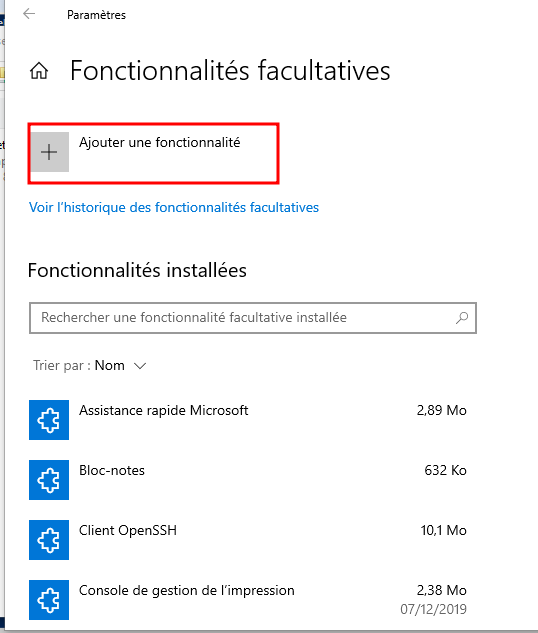 Paramètres
Fonctionnalités facultatives
Ajouter une fonctionnalité
Voir l'historique des fonctionnalités facultatives
Fonctionnalités installées
Rechercher une fonctionnalité facultative installée
Trier par : Nom
Assistance rapide Microsoft 2,89 Mo
Bloc-notes 632 Ko
Client OpenSSH 10,1 Mo
Console de gestion de l'impression 2,38 Mo
07/12/2019